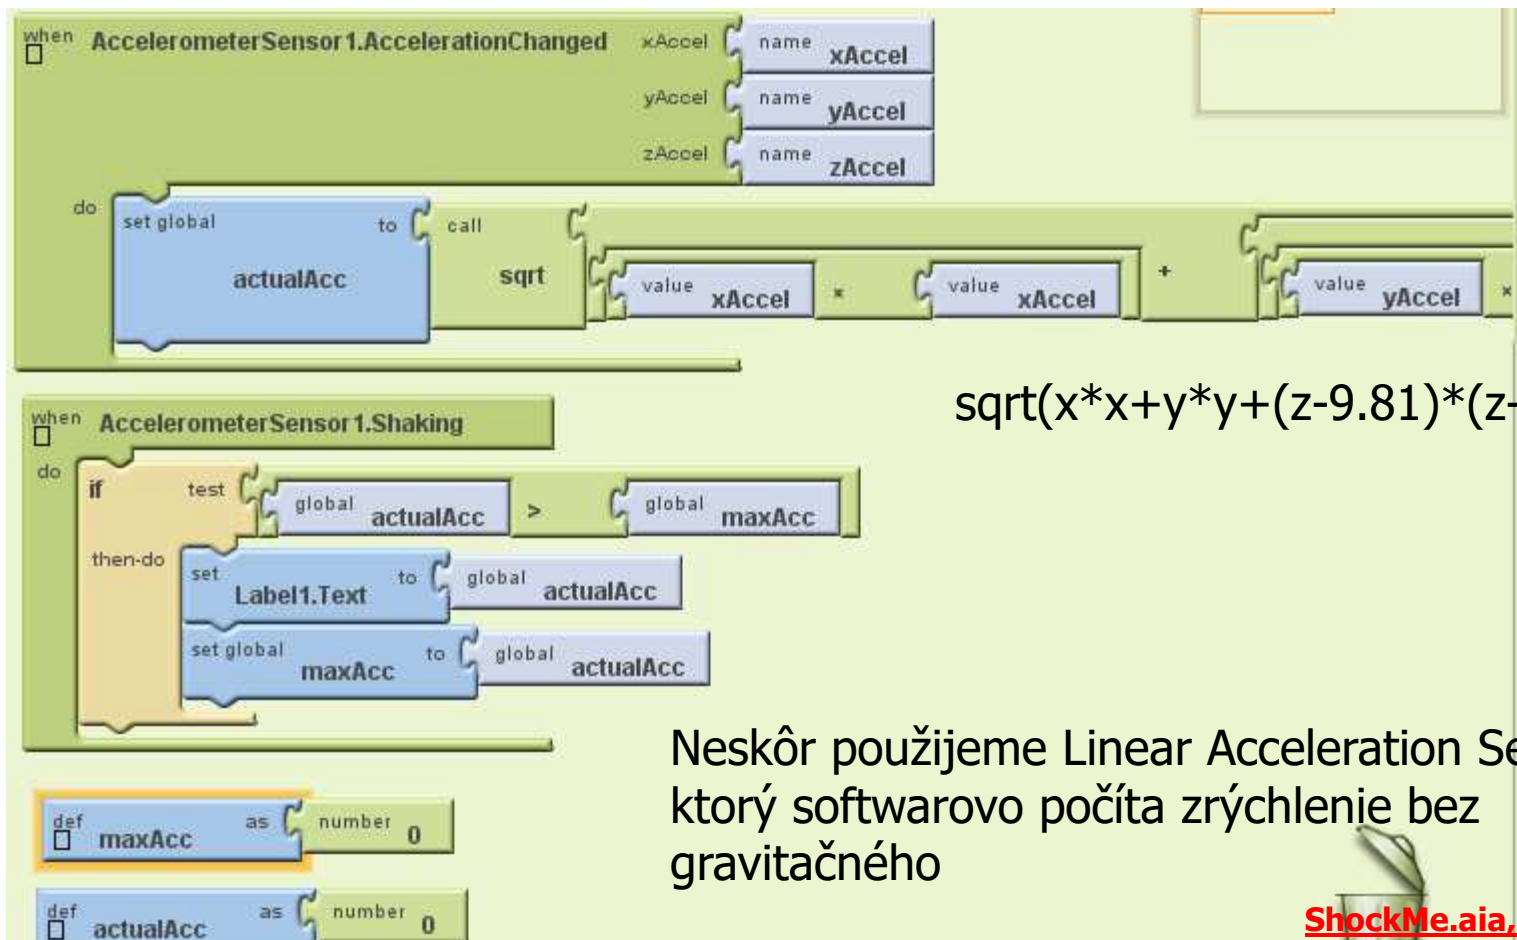 when AccelerometerSensor1.AccelerationChanged xAccel name xAccel
yAccel name yAccel
zAccel name zAccel
do set global actualAcc to call sqrt value xAccel × value xAccel + value yAccel ×
sqrt(x*x+y*y+(z-9.81)*(z-
when AccelerometerSensor1.Shaking
do if test global actualAcc > global maxAcc
then-do set Label1.Text to global actualAcc
set global maxAcc to global actualAcc
Neskôr použijeme Linear Acceleration Se
ktorý softwarovo počíta zrýchlenie bez
gravitačného
def maxAcc as number 0
def actualAcc as number 0
ShockMe.aia,